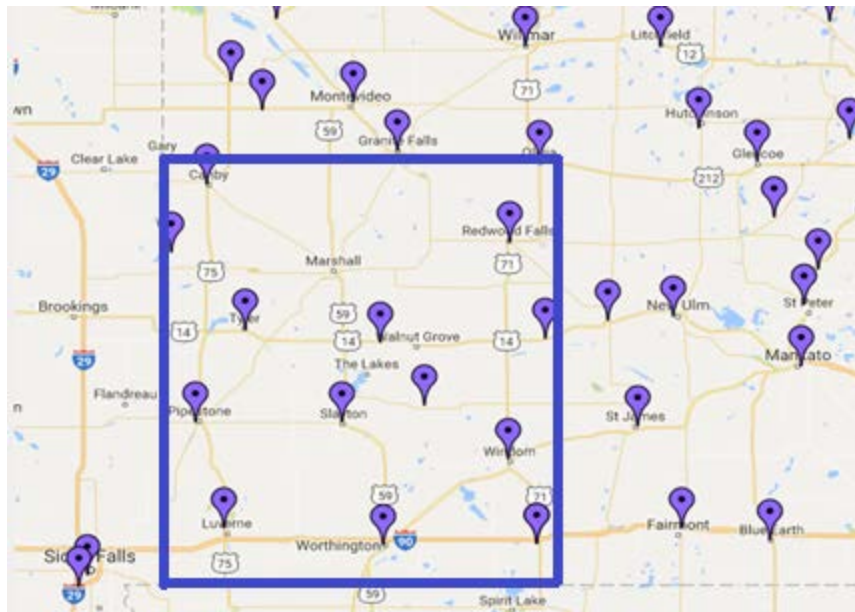 Willmar
Litchfield
12
71
Montevideo
59
Hutchinson
Gary
Granite Falls
Clear Lake
Glencoe
29
Canby
212
Redwood Falls
Marshall
71
75
Brookings
59
Tyler
New Ulm
St Peter
14
14
Walnut Grove
14
29
The Lakes
Mankato
Flandreau
Pipestone
Slayton
St James
Windom
59
71
Luverne
Fairmont
Blue Earth
Worthington
90
Sioux Falls
75
29
59
Spirit Lake